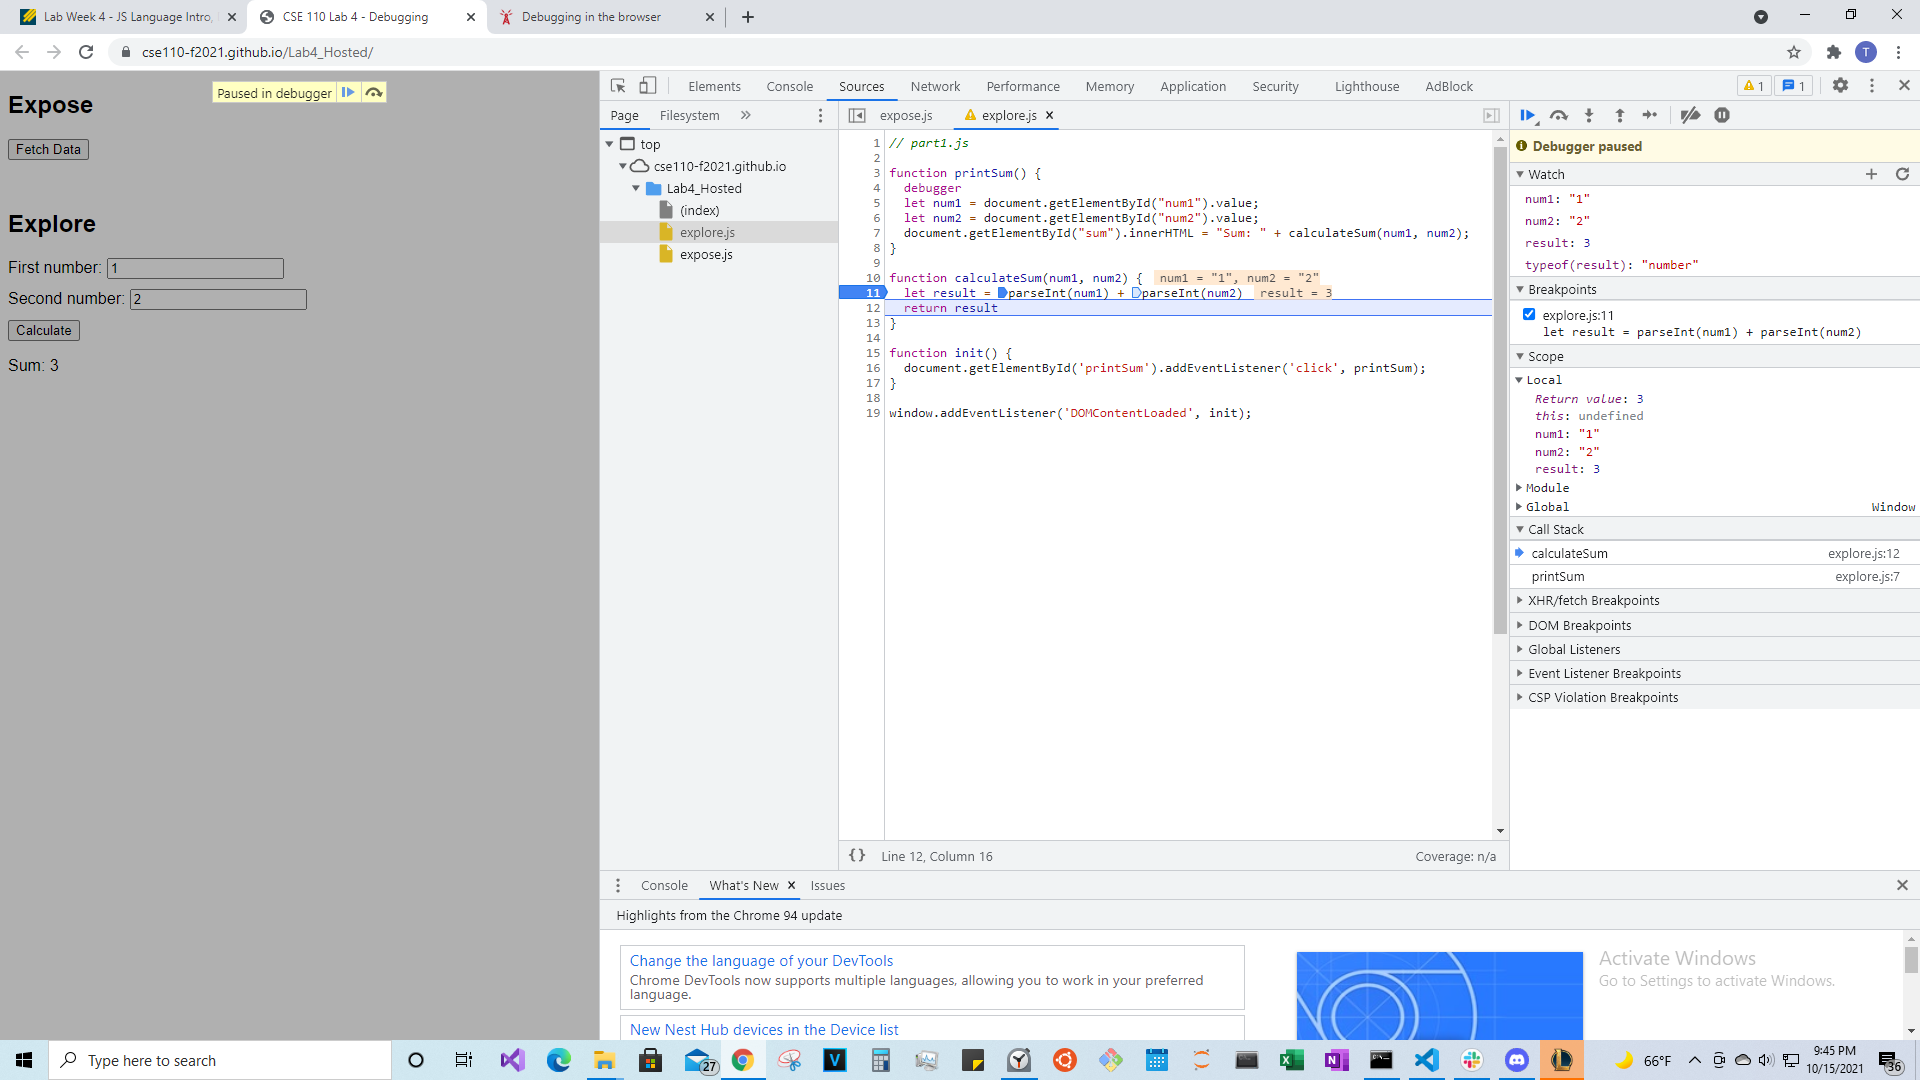 Lab Week 4 - JS Language Intro,
CSE 110 Lab 4 - Debugging
Debugging in the browser
cse110-f2021.github.io/Lab4_Hosted/
T
Paused in debugger
Expose
Fetch Data
Explore
First number: 1
Second number: 2
Calculate
Sum: 3
Elements Console Sources Network Performance Memory Application Security Lighthouse AdBlock
1 1
Page Filesystem
top
cse110-f2021.github.io
Lab4_Hosted
(index)
explore.js
expose.js
expose.js explore.js
1 // part1.js
2
3 function printSum() {
4 debugger
5 let num1 = document.getElementById("num1").value;
6 let num2 = document.getElementById("num2").value;
7 document.getElementById("sum").innerHTML = "Sum: " + calculateSum(num1, num2);
8 }
9
10 function calculateSum(num1, num2) { num1 = "1", num2 = "2"
11 let result = parseInt(num1) + parseInt(num2) result = 3
12 return result
13 }
14
15 function init() {
16 document.getElementById('printSum').addEventListener('click', printSum);
17 }
18
19 window.addEventListener('DOMContentLoaded', init);
{} Line 12, Column 16
Coverage: n/a
Debugger paused
Watch
num1: "1"
num2: "2"
result: 3
typeof(result): "number"
Breakpoints
explore.js:11
let result = parseInt(num1) + parseInt(num2)
Scope
Local
Return value: 3
this: undefined
num1: "1"
num2: "2"
result: 3
Module
Global Window
Call Stack
calculateSum explore.js:12
printSum explore.js:7
XHR/fetch Breakpoints
DOM Breakpoints
Global Listeners
Event Listener Breakpoints
CSP Violation Breakpoints
Console What's New Issues
Highlights from the Chrome 94 update
Change the language of your DevTools
Chrome DevTools now supports multiple languages, allowing you to work in your preferred
language.
New Nest Hub devices in the Device list
Activate Windows
Go to Settings to activate Windows.
Type here to search
27
66°F
9:45 PM
10/15/2021
36